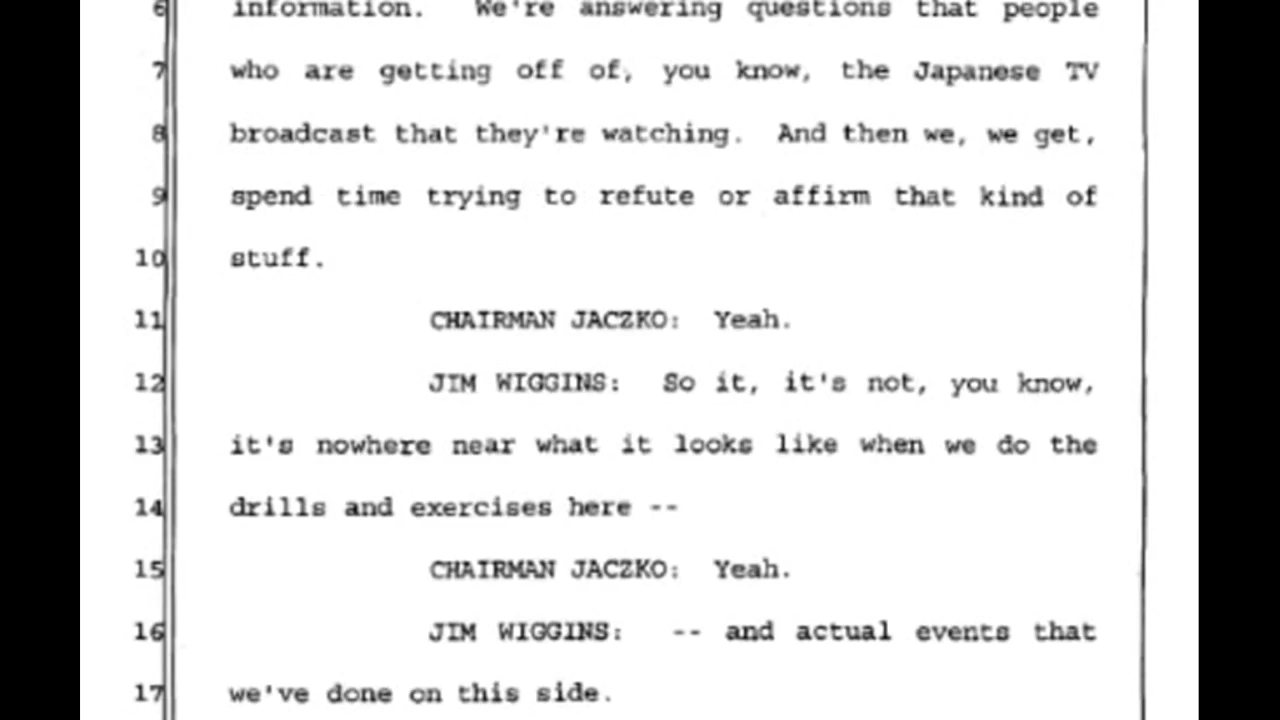 6 information. We're answering questions that people
7 who are getting off of, you know, the Japanese TV
8 broadcast that they're watching. And then we, we get,
9 spend time trying to refute or affirm that kind of
10 stuff.
11 CHAIRMAN JACZKO: Yeah.
12 JIM WIGGINS: So it, it's not, you know,
13 it's nowhere near what it looks like when we do the
14 drills and exercises here --
15 CHAIRMAN JACZKO: Yeah.
16 JIM WIGGINS: -- and actual events that
17 we've done on this side.